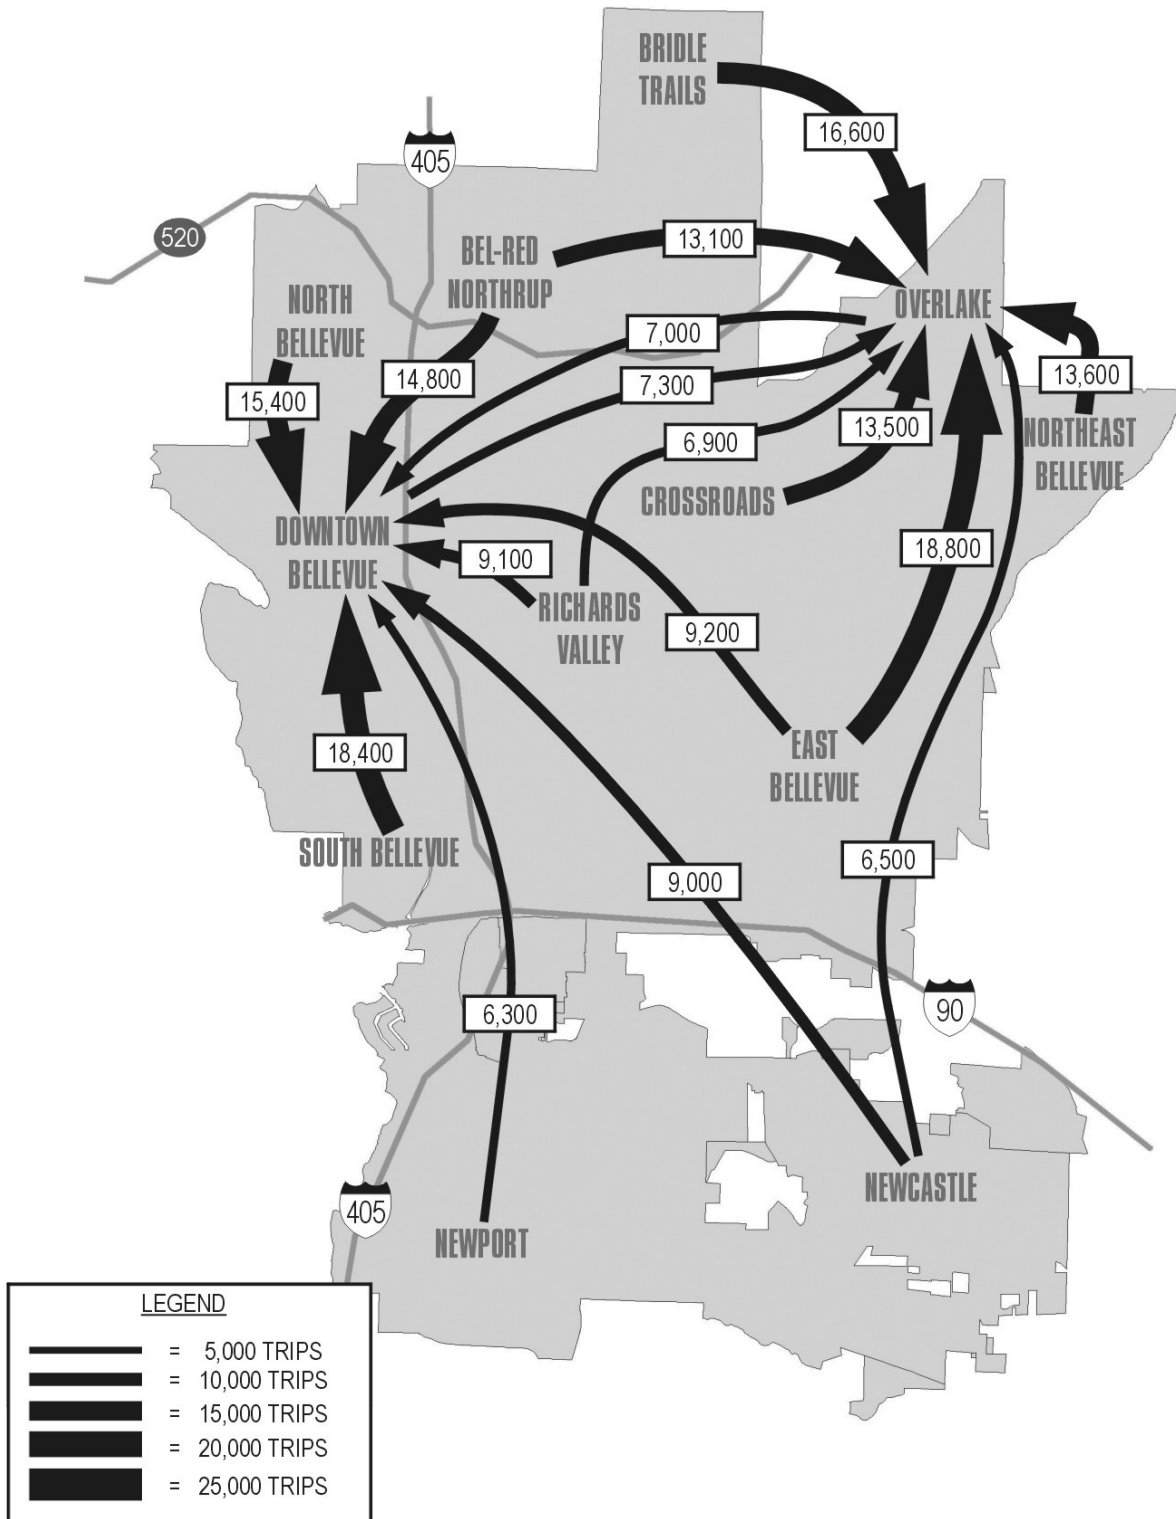 BRIDLE
TRAILS
16,600
405
520
BEL-RED
NORTHRUP
13,100
NORTH
BELLEVUE
OVERLAKE
7,000
14,800
7,300
15,400
13,600
6,900
13,500
NORTHEAST
BELLEVUE
CROSSROADS
DOWNTOWN
BELLEVUE
9,100
18,800
RICHARDS
VALLEY
9,200
18,400
EAST
BELLEVUE
SOUTH BELLEVUE
6,500
9,000
6,300
90
NEWCASTLE
405
NEWPORT
LEGEND
= 5,000 TRIPS
= 10,000 TRIPS
= 15,000 TRIPS
= 20,000 TRIPS
= 25,000 TRIPS